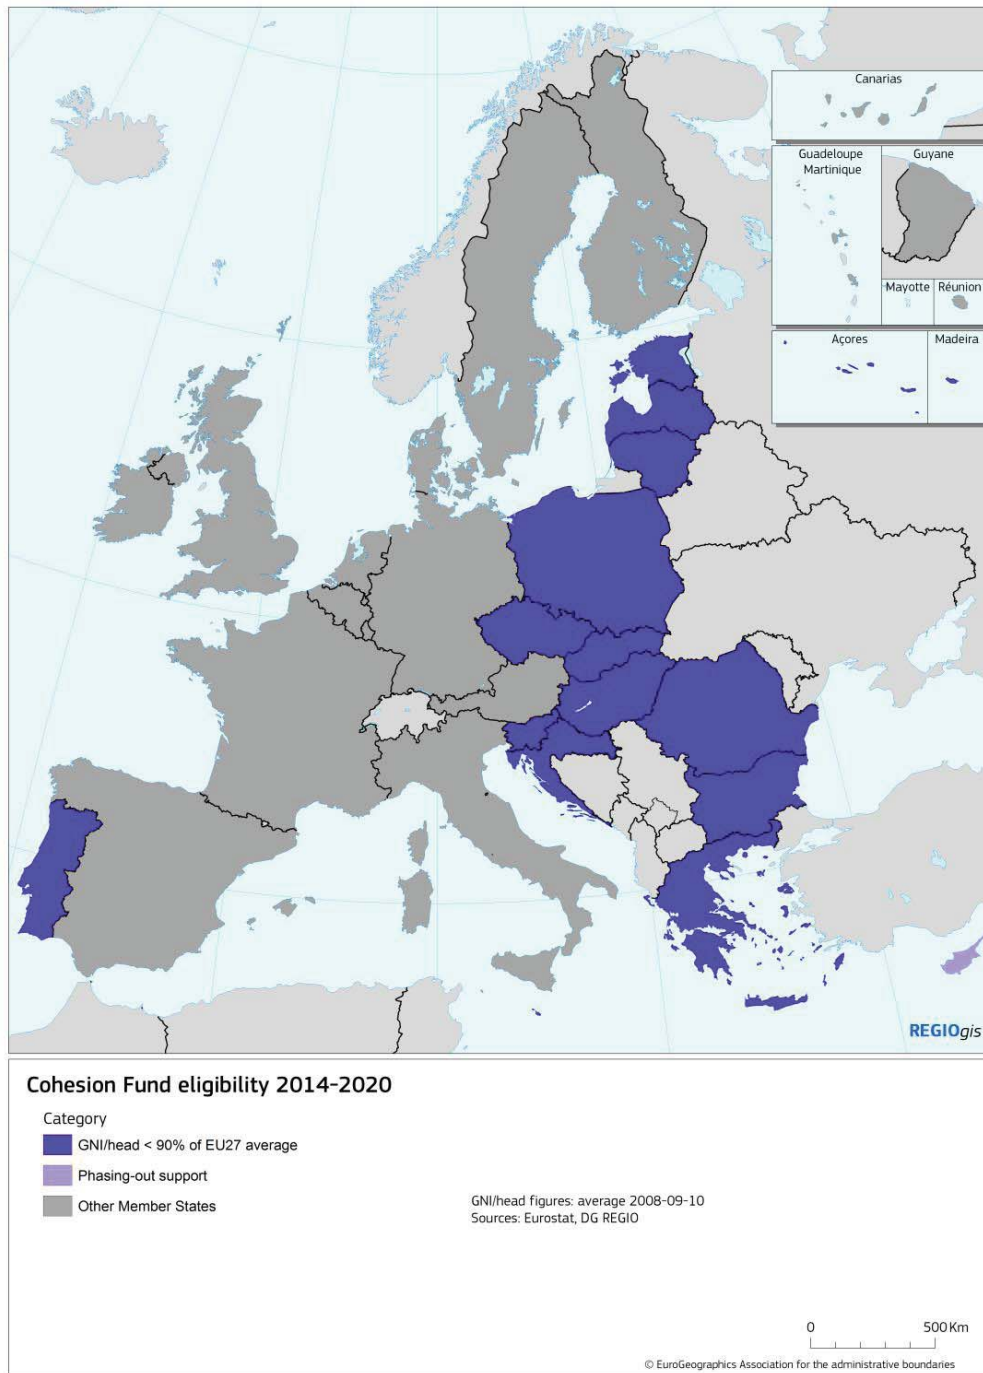 Canarias
Guadeloupe
Martinique
Guyane
Mayotte
Réunion
Açores
Madeira
REGIOgis
Cohesion Fund eligibility 2014-2020
Category
GNI/head < 90% of EU27 average
Phasing-out support
Other Member States
GNI/head figures: average 2008-09-10
Sources: Eurostat, DG REGIO
0
500 Km
© EuroGeographics Association for the administrative boundaries